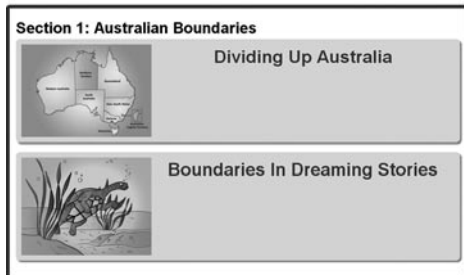 Section 1: Australian Boundaries
Dividing Up Australia
Boundaries In Dreaming Stories